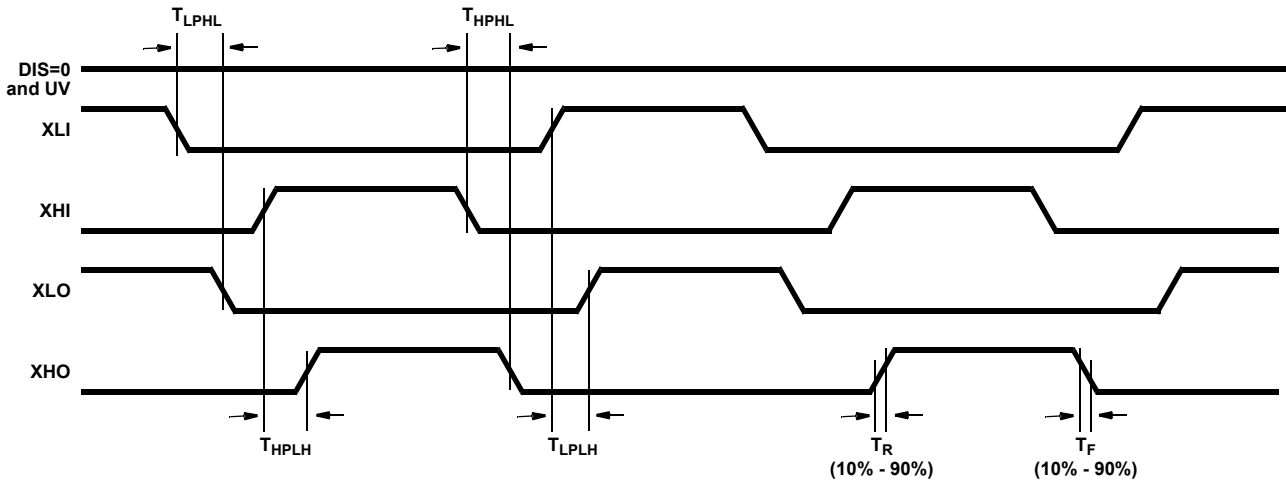 TLPHL
THPHL
DIS=0
and UV
XLI
XHI
XLO
XHO
THPLH
TLPLH
TR
(10% - 90%)
TF
(10% - 90%)